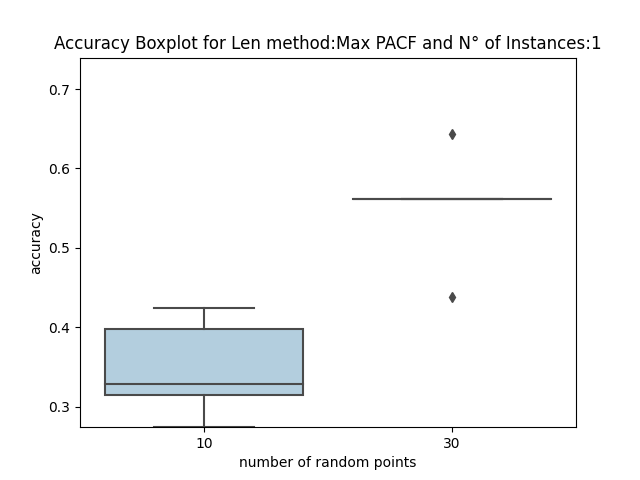 Accuracy Boxplot for Len method:Max PACF and N° of Instances:1
0.7
0.6
0.5
0.4
0.3
accuracy
10
30
number of random points